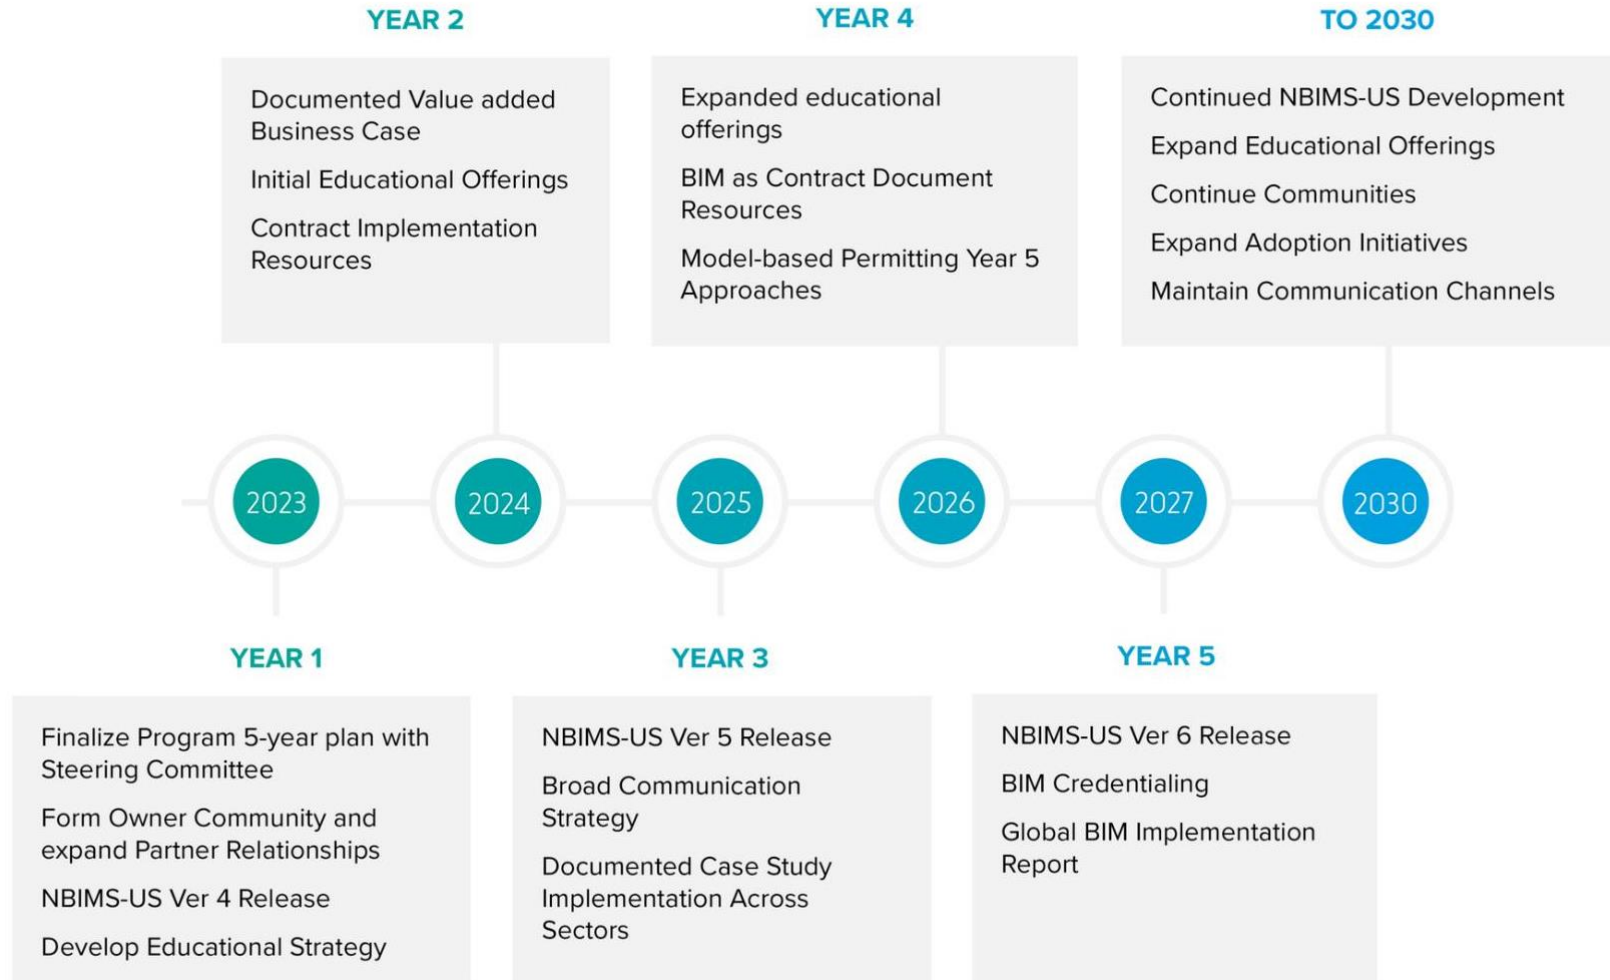 YEAR 2
Documented Value added
Business Case
Initial Educational Offerings
Contract Implementation
Resources
YEAR 4
Expanded educational
offerings
BIM as Contract Document
Resources
Model-based Permitting Year 5
Approaches
TO 2030
Continued NBIMS-US Development
Expand Educational Offerings
Continue Communities
Expand Adoption Initiatives
Maintain Communication Channels
2023
2024
2025
2026
2027
2030
YEAR 1
Finalize Program 5-year plan with
Steering Committee
Form Owner Community and
expand Partner Relationships
NBIMS-US Ver 4 Release
Develop Educational Strategy
YEAR 3
NBIMS-US Ver 5 Release
Broad Communication
Strategy
Documented Case Study
Implementation Across
Sectors
YEAR 5
NBIMS-US Ver 6 Release
BIM Credentialing
Global BIM Implementation
Report